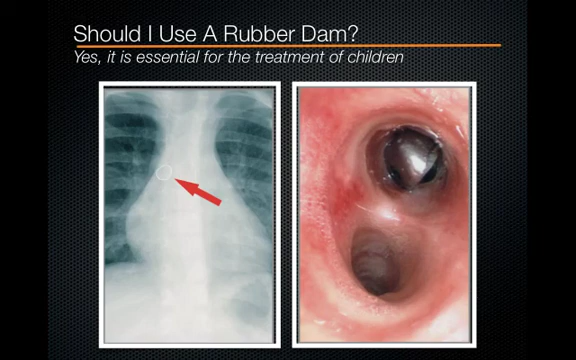 Should I Use A Rubber Dam?
Yes, it is essential for the treatment of children